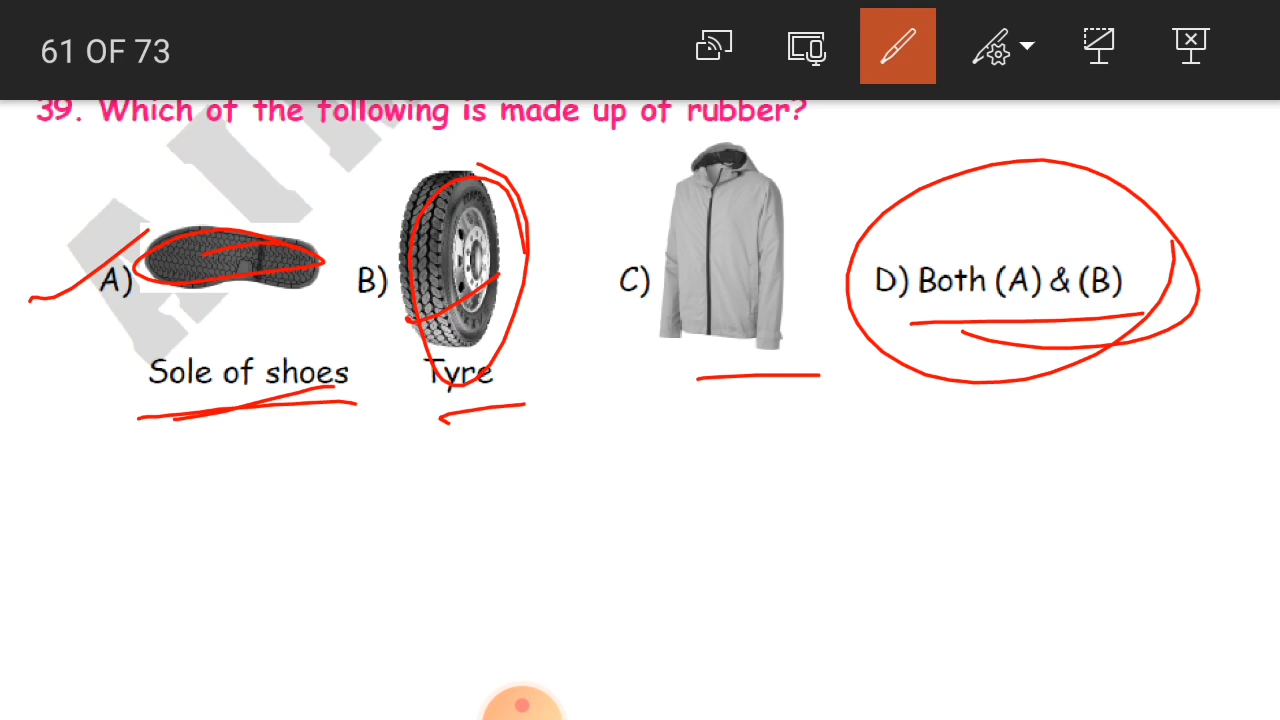 61 OF 73
39. Which of the following is made up of rubber?
A) B) C) D) Both (A) & (B)
Sole of shoes Tyre